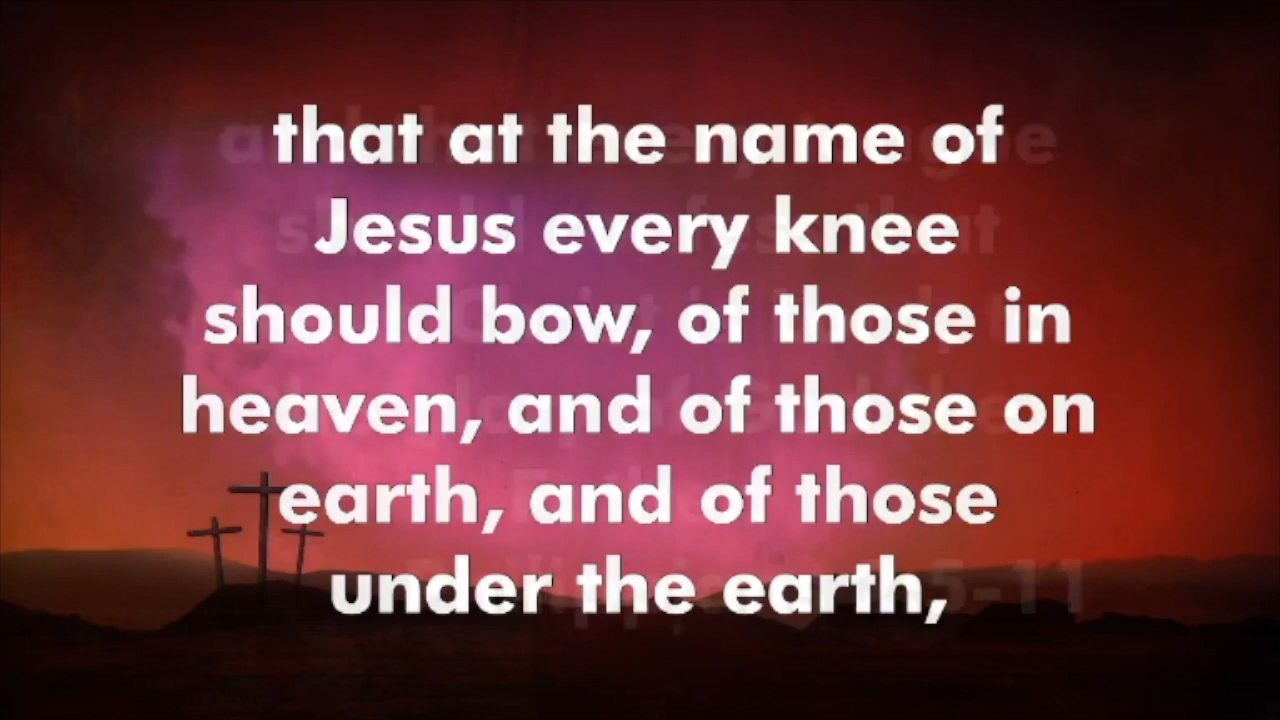 that at the name of
Jesus every knee
should bow, of those in
heaven, and of those on
earth, and of those
under the earth,